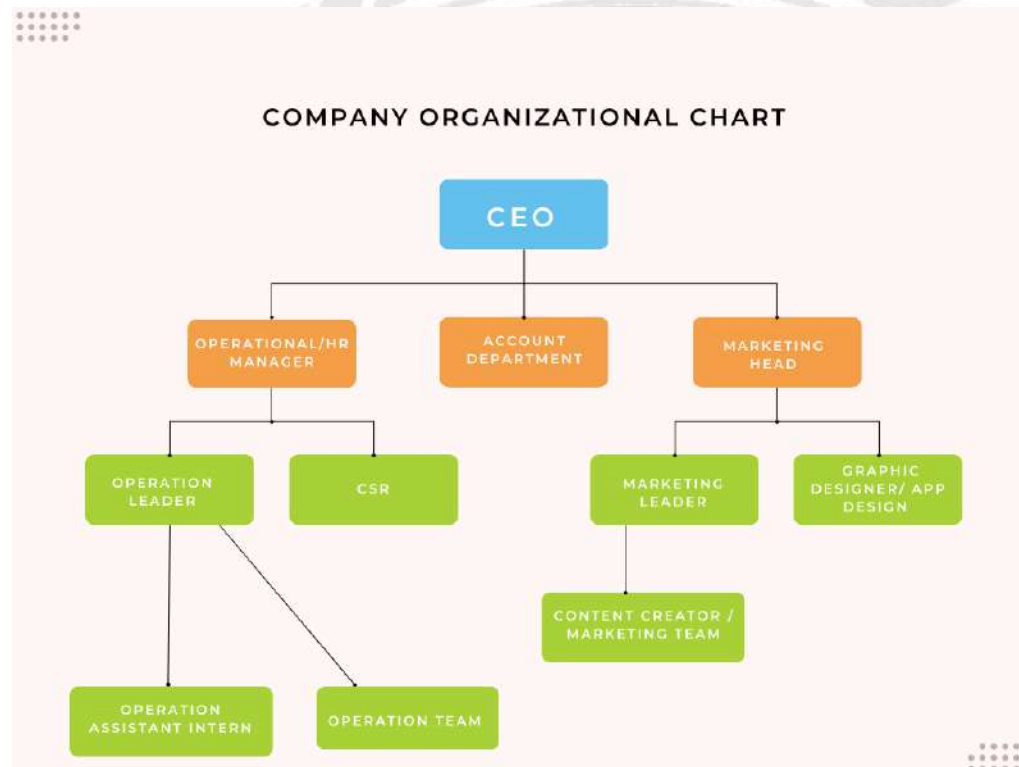 COMPANY ORGANIZATIONAL CHART
CEO
OPERATIONAL/HR
MANAGER
ACCOUNT
DEPARTMENT
MARKETING
HEAD
OPERATION
LEADER
CSR
MARKETING
LEADER
GRAPHIC
DESIGNER/ APP
DESIGN
CONTENT CREATOR /
MARKETING TEAM
OPERATION
ASSISTANT INTERN
OPERATION TEAM